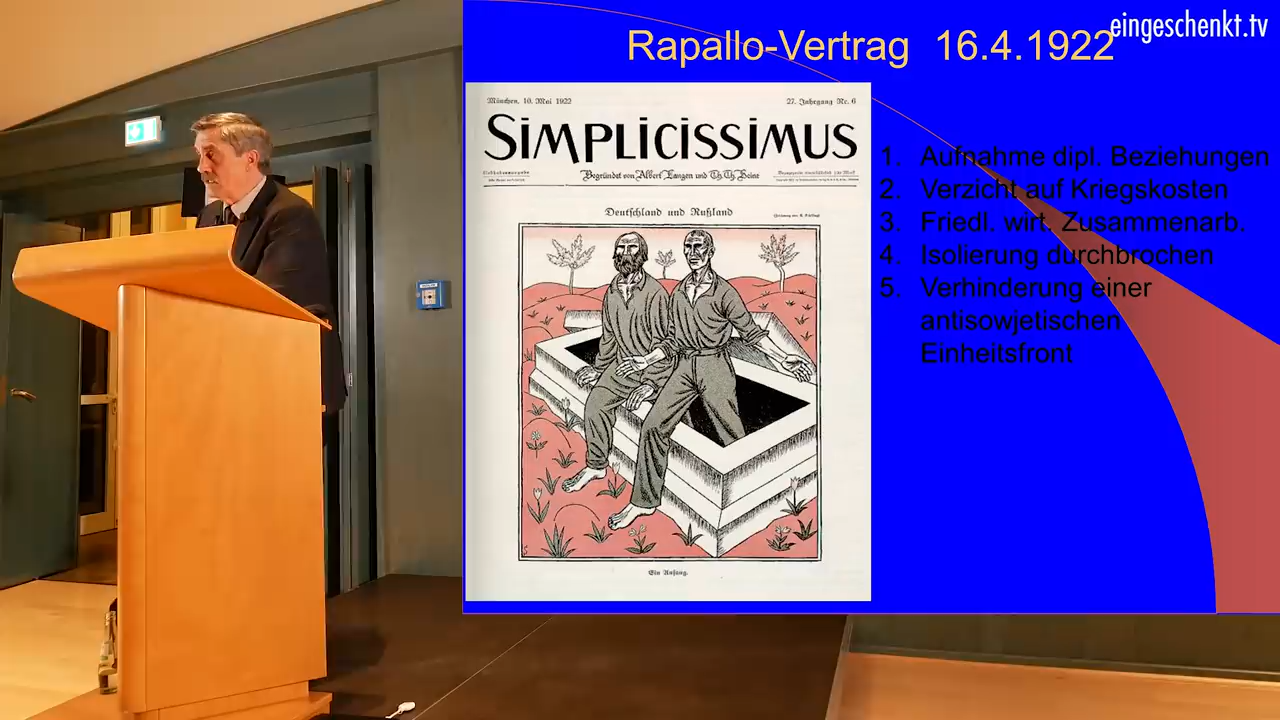 eingeschenkt.tv
Rapallo-Vertrag 16.4.1922
München, 10. Mai 1922 27. Jahrgang Nr. 6
SIMPLICISSIMUS
Begründet von Albert Langen und Th. Th. Heine
Deutschland und Rußland
Ein Anfang.
1. Aufnahme dipl. Beziehungen
2. Verzicht auf Kriegskosten
3. Friedl. wirt. Zusammenarb.
4. Isolierung durchbrochen
5. Verhinderung einer
antisowjetischen
Einheitsfront